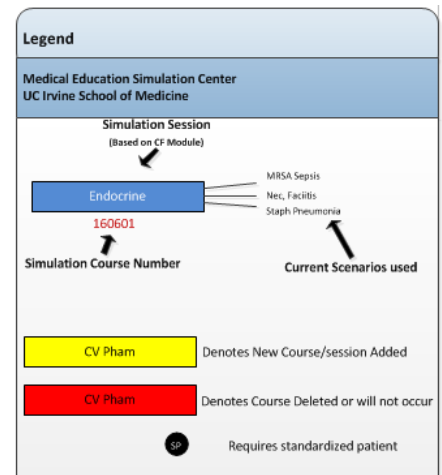 Legend
Medical Education Simulation Center
UC Irvine School of Medicine
Simulation Session
(Based on CF Module)
Endocrine
MRSA Sepsis
Nec, Faciitis
Staph Pneumonia
160601
Simulation Course Number
Current Scenarios used
CV Pham
Denotes New Course/session Added
CV Pham
Denotes Course Deleted or will not occur
SP
Requires standardized patient